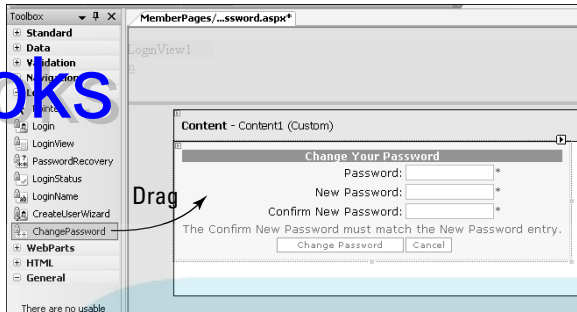 Toolbox
MemberPages/...ssword.aspx*
Standard
Data
Validation
Navigation
oks
Pointer
Login
LoginView
PasswordRecovery
LoginStatus
LoginName
CreateUserWizard
ChangePassword
WebParts
HTML
General
There are no usable
LoginView1
Content - Content1 (Custom)
Change Your Password
Password: *
New Password: *
Confirm New Password: *
The Confirm New Password must match the New Password entry.
Change Password Cancel
Drag